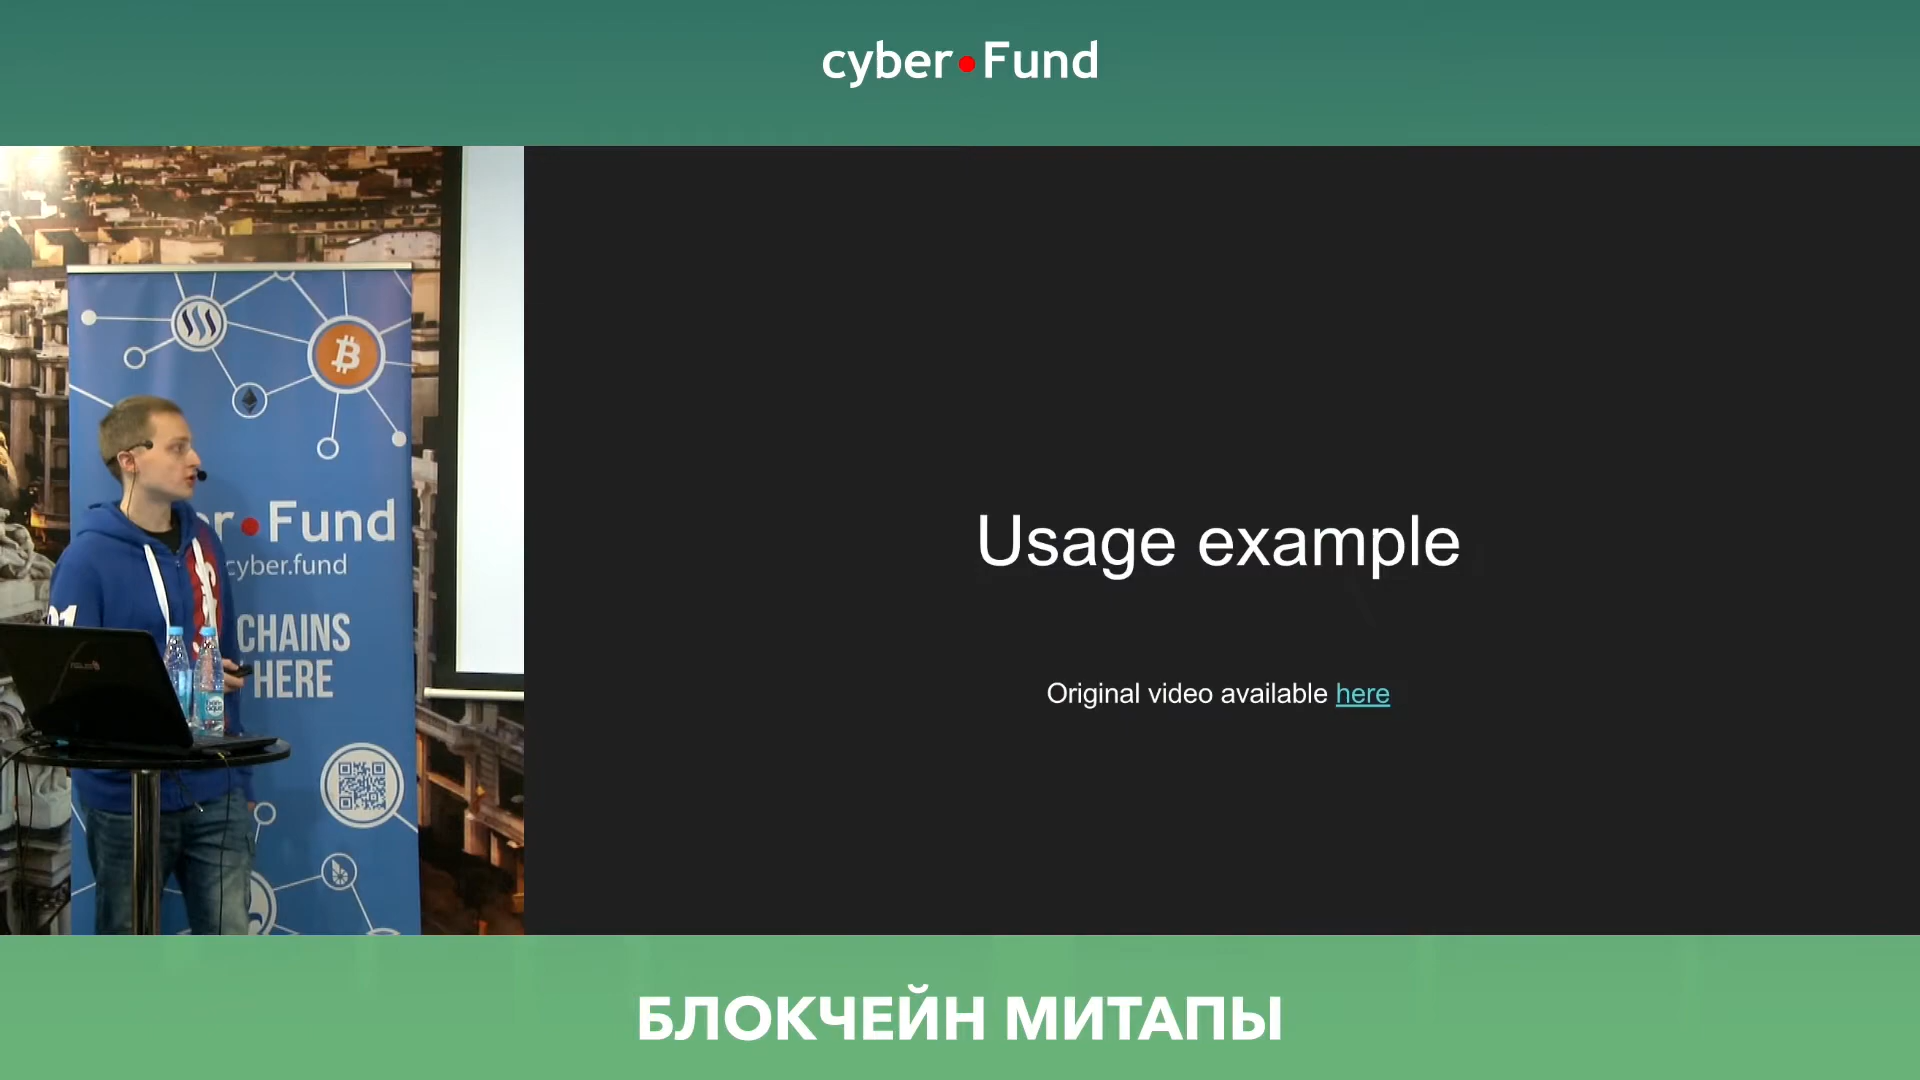 cyber•Fund
r•Fund
cyber.fund
CHAINS
HERE
Usage example
Original video available here
БЛОКЧЕЙН МИТАПЫ